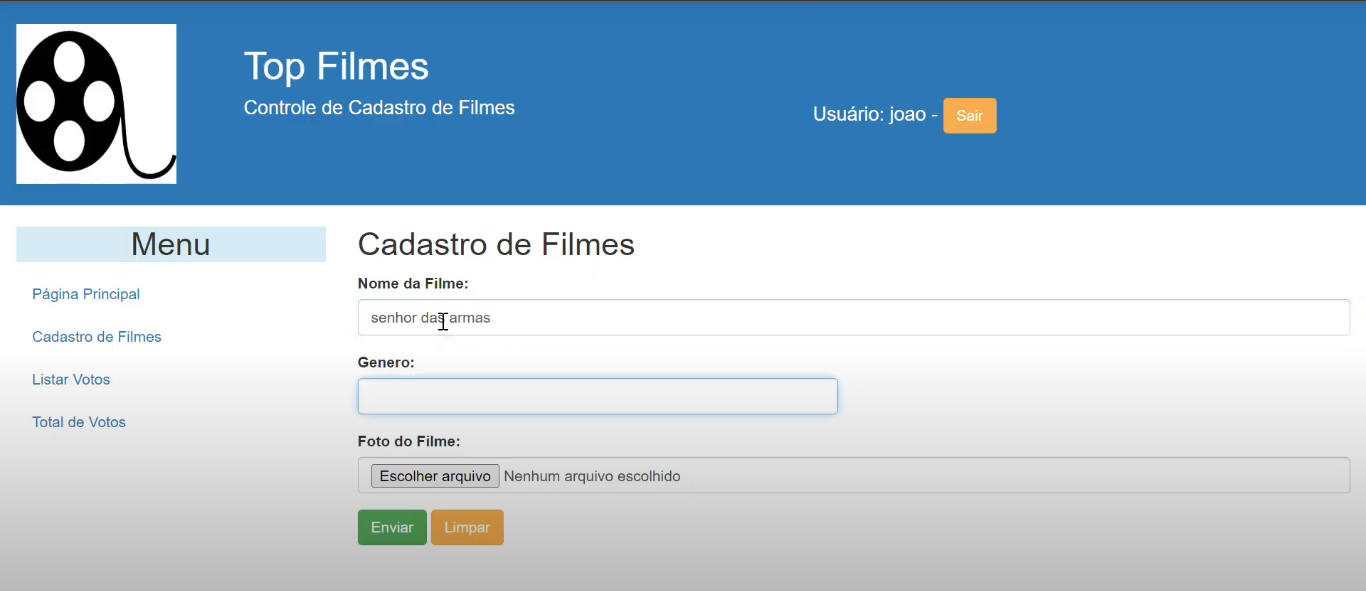 Top Filmes
Controle de Cadastro de Filmes
Usuário: joao - Sair
Menu
Página Principal
Cadastro de Filmes
Listar Votos
Total de Votos
Cadastro de Filmes
Nome da Filme:
senhor das armas
Genero:
Foto do Filme:
Escolher arquivo Nenhum arquivo escolhido
Enviar Limpar